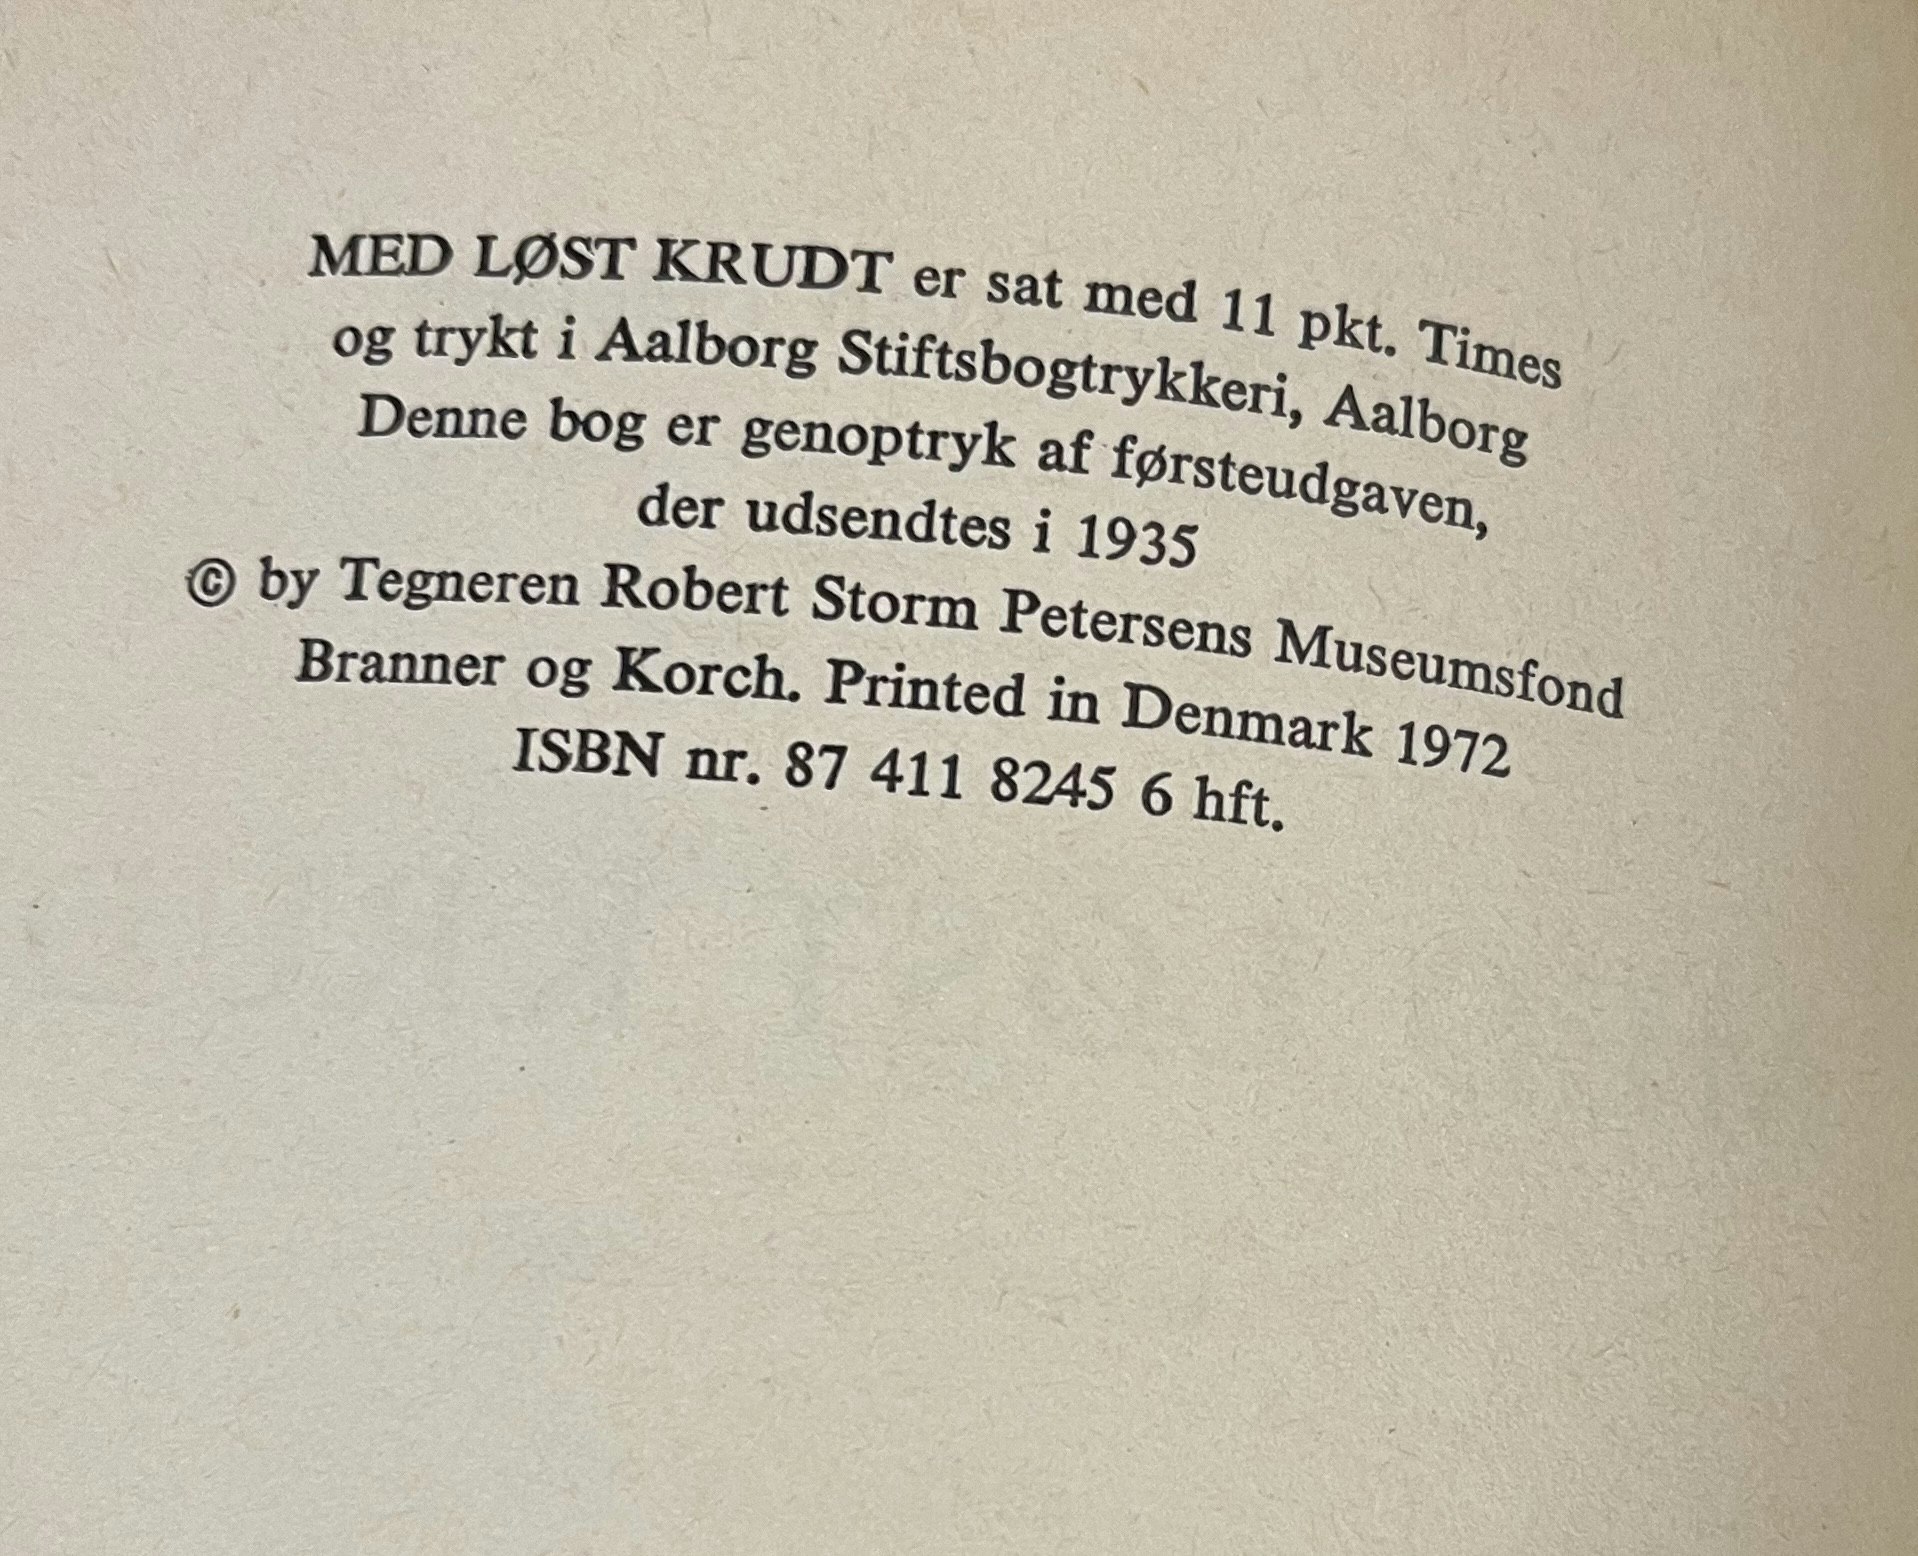 MED LØST KRUDT er sat med 11 pkt. Times
og trykt i Aalborg Stiftsbogtrykkeri, Aalborg
Denne bog er genoptryk af førsteudgaven,
der udsendtes i 1935
© by Tegneren Robert Storm Petersens Museumsfond
Branner og Korch. Printed in Denmark 1972
ISBN nr. 87 411 8245 6 hft.